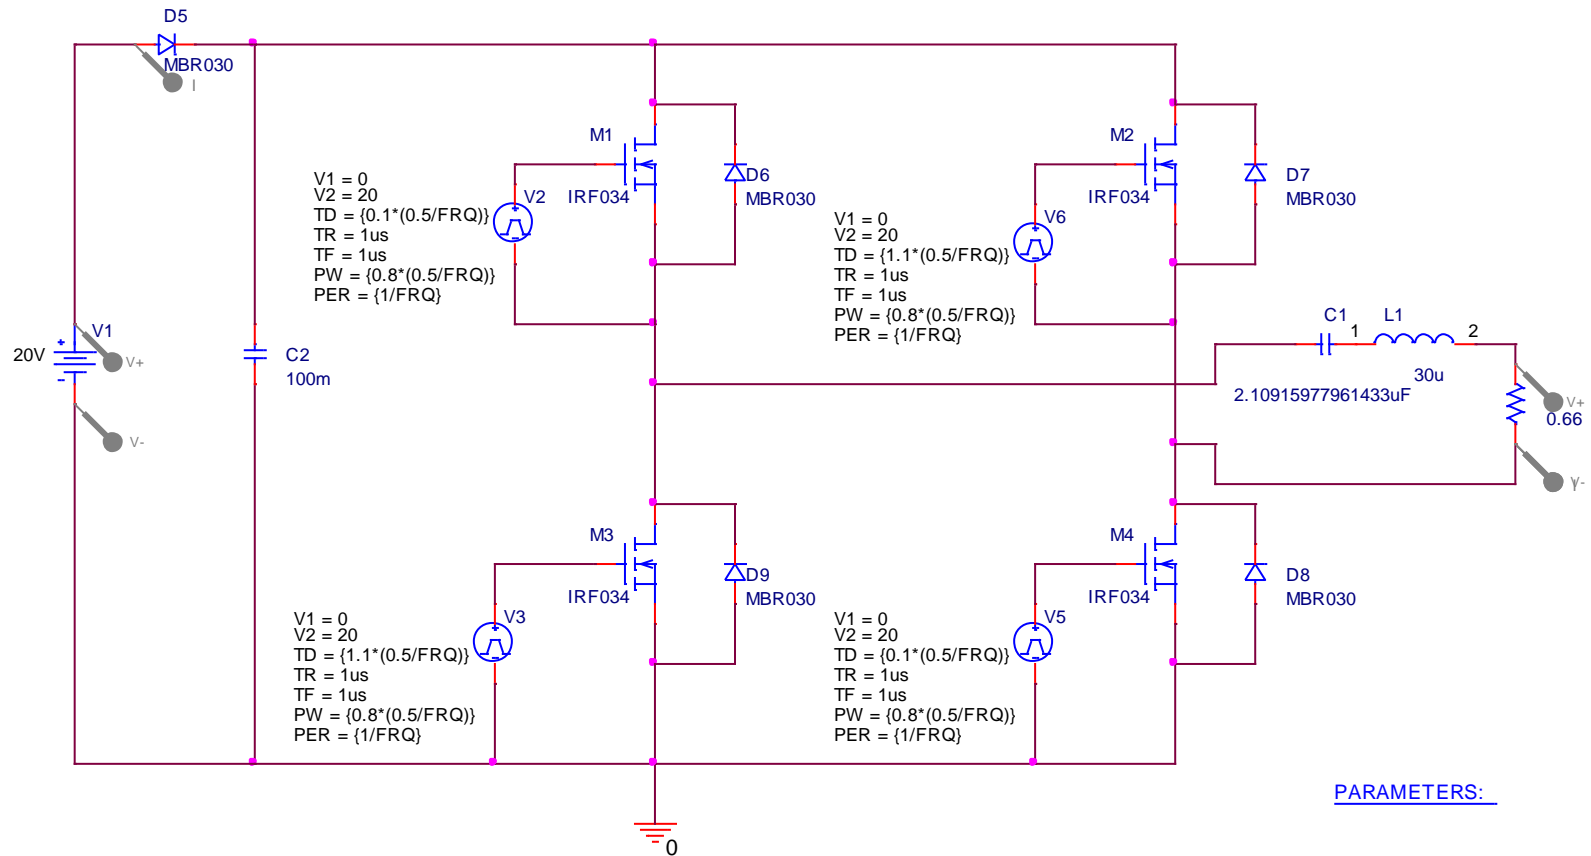 D5
MBR030
I
M1
IRF034
D6
MBR030
V1 = 0
V2 = 20
TD = {0.1*(0.5/FRQ)}
TR = 1us
TF = 1us
PW = {0.8*(0.5/FRQ)}
PER = {1/FRQ}
V2
+
-
M2
IRF034
D7
MBR030
V1 = 0
V2 = 20
TD = {1.1*(0.5/FRQ)}
TR = 1us
TF = 1us
PW = {0.8*(0.5/FRQ)}
PER = {1/FRQ}
V6
+
-
V1
+
20V
-
V+
V-
C2
100m
C1
1
L1
2
2.10915977961433uF
30u
V+
0.66
V-
I
M3
IRF034
D9
MBR030
V1 = 0
V2 = 20
TD = {1.1*(0.5/FRQ)}
TR = 1us
TF = 1us
PW = {0.8*(0.5/FRQ)}
PER = {1/FRQ}
V3
+
-
M4
IRF034
D8
MBR030
V1 = 0
V2 = 20
TD = {0.1*(0.5/FRQ)}
TR = 1us
TF = 1us
PW = {0.8*(0.5/FRQ)}
PER = {1/FRQ}
V5
+
-
PARAMETERS:
0